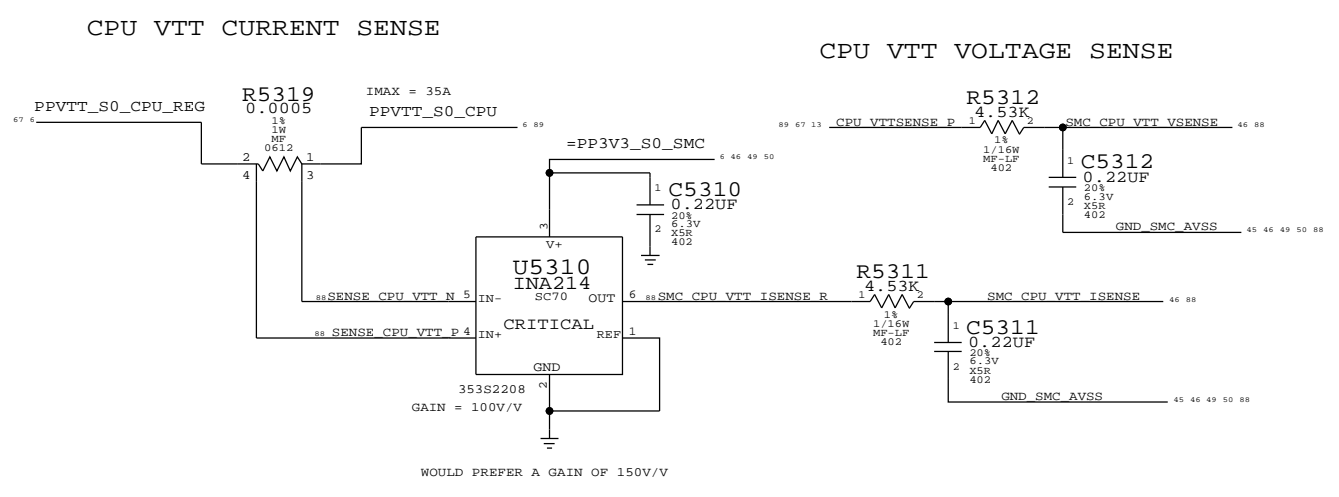 CPU VTT CURRENT SENSE
CPU VTT VOLTAGE SENSE
R5319
0.0005
1%
1W
MF
0612
IMAX = 35A
67 6
PPVTT_S0_CPU_REG
PPVTT_S0_CPU
6 89
2
1
4
3
=PP3V3_S0_SMC
6 46 49 50
1
C5310
0.22UF
20%
6.3V
X5R
402
2
3
V+
U5310
INA214
SC70
CRITICAL
88 SENSE_CPU_VTT_N 5 IN-
88 SENSE_CPU_VTT_P 4 IN+
OUT 6
REF 1
GND
2
353S2208
GAIN = 100V/V
WOULD PREFER A GAIN OF 150V/V
R5312
4.53K
89 67 13 CPU_VTTSENSE_P 1 2 SMC_CPU_VTT_VSENSE 46 88
1%
1/16W
MF-LF
402
1
C5312
0.22UF
20%
6.3V
X5R
402
2
GND_SMC_AVSS
45 46 49 50 88
R5311
4.53K
88 SMC_CPU_VTT_ISENSE_R 1 2 SMC_CPU_VTT_ISENSE 46 88
1%
1/16W
MF-LF
402
1
C5311
0.22UF
20%
6.3V
X5R
402
2
GND_SMC_AVSS
45 46 49 50 88